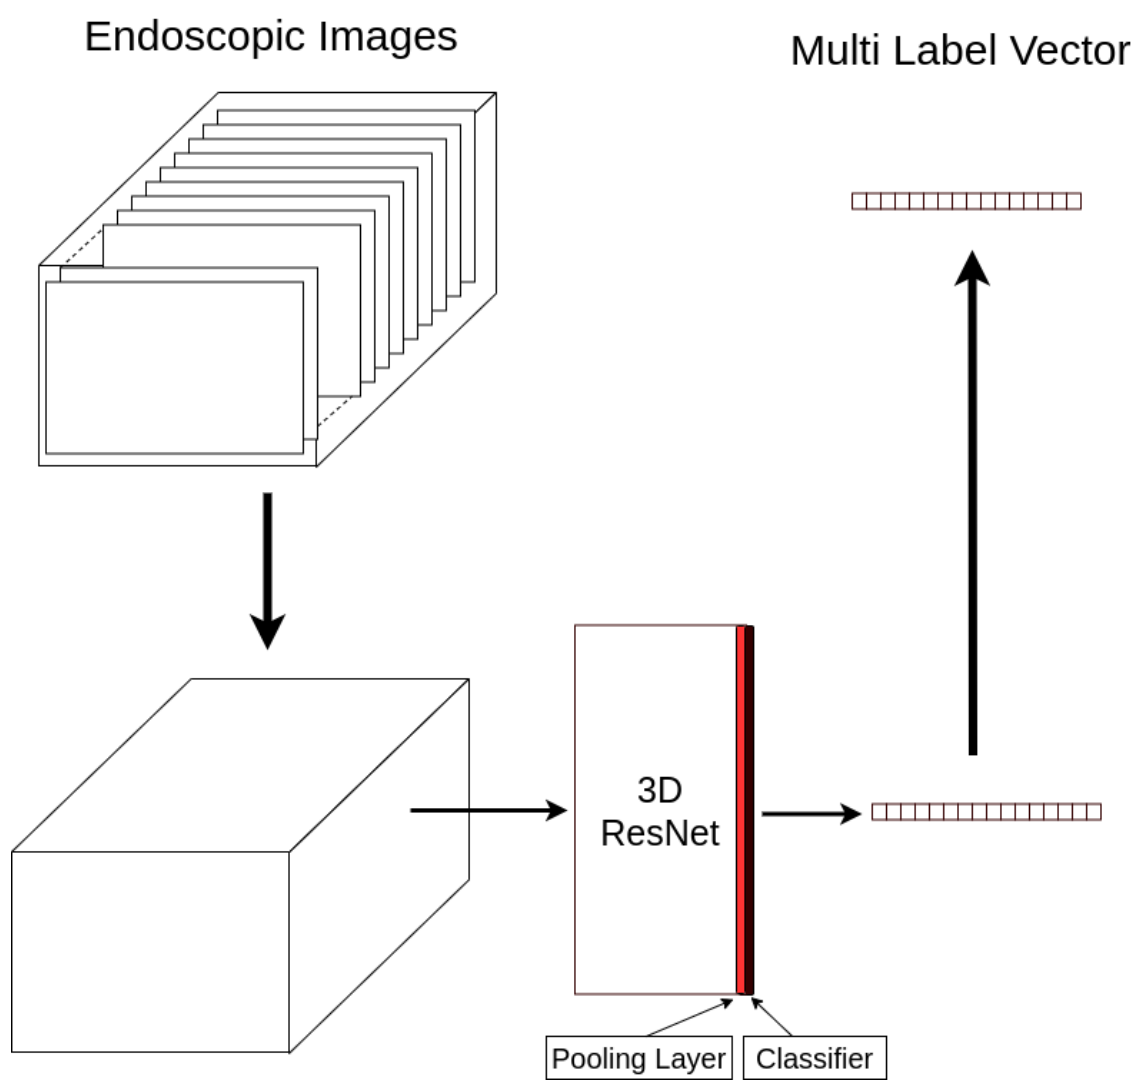 Endoscopic Images
Multi Label Vector
3D
ResNet
Pooling Layer
Classifier